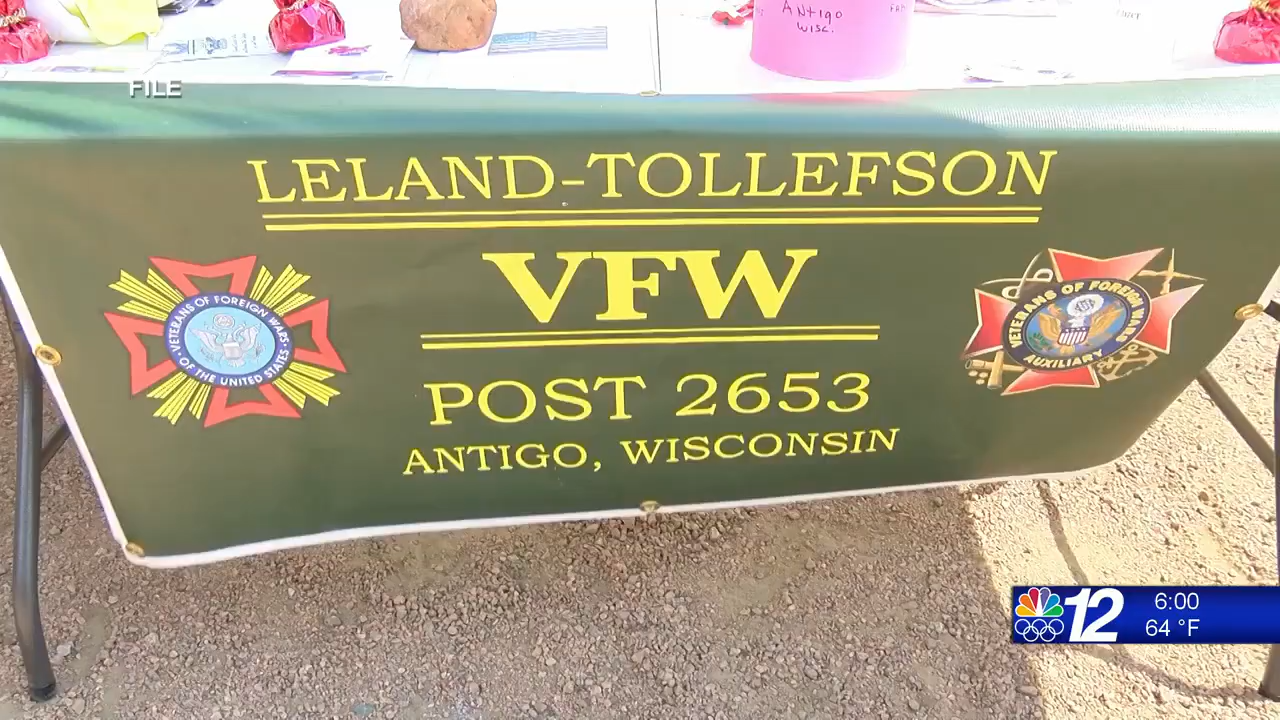 ANTIGO
WISC.
FILE
LELAND-TOLLEFSON
VFW
POST 2653
ANTIGO, WISCONSIN
VETERANS OF FOREIGN WARS
OF THE UNITED STATES
VETERANS OF FOREIGN WARS
AUXILIARY
12
6:00
64 °F